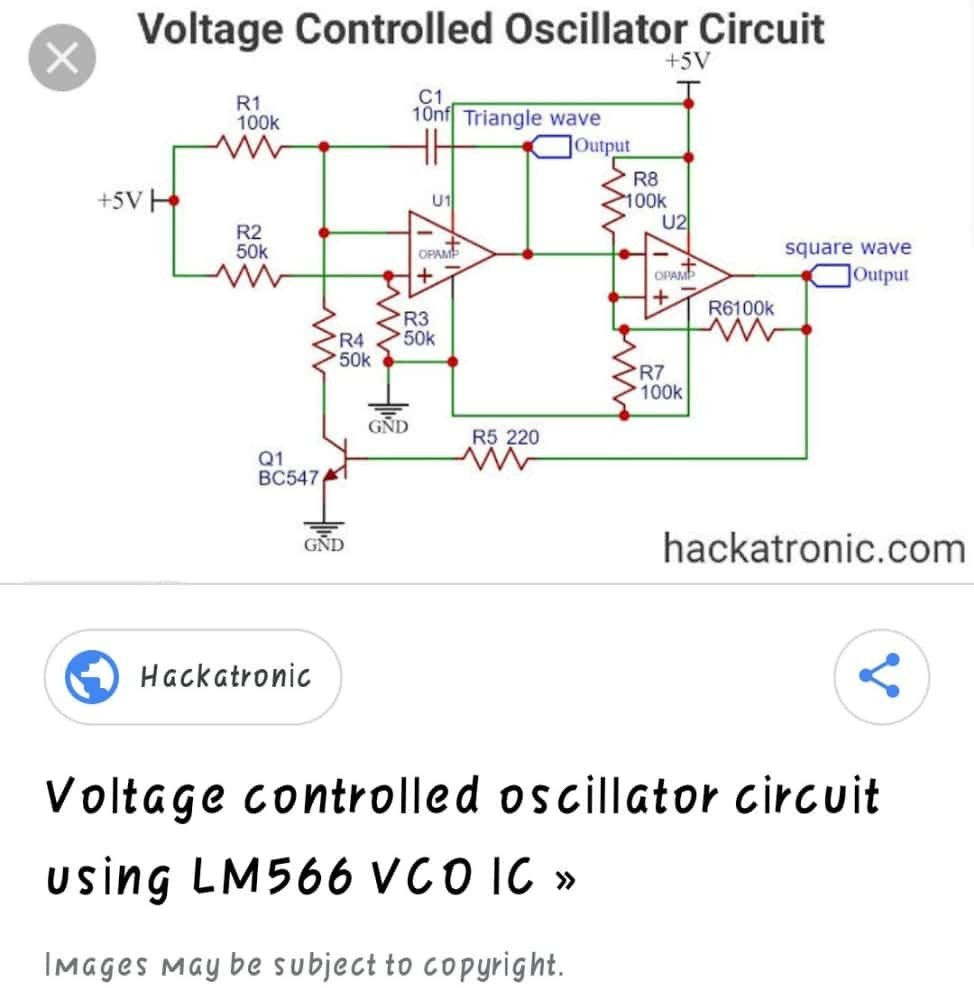 Voltage Controlled Oscillator Circuit
+5V
R1
100k
C1
10nf
Triangle wave
Output
R8
100k
+5V
U1
U2
R2
50k
OPAMP
square wave
OPAMP
Output
R3
50k
R6100k
R4
50k
R7
100k
GND
R5 220
Q1
BC547
GND
hackatronic.com
Hackatronic
Voltage controlled oscillator circuit
using LM566 VCO IC »
Images may be subject to copyright.